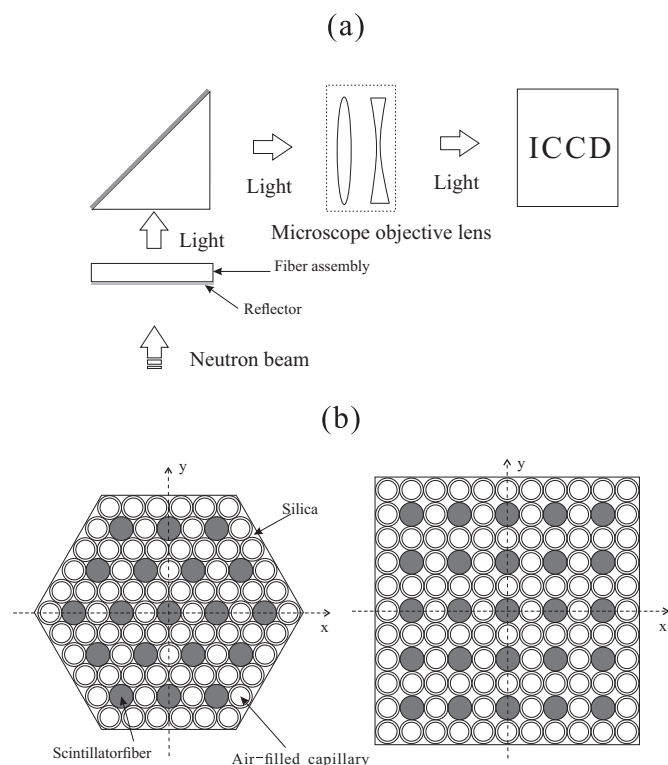 (a)
ICCD
Light
Light
Microscope objective lens
Light
Fiber assembly
Reflector
Neutron beam
(b)
y
y
Silica
x
x
Scintillatorfiber
Air-filled capillary